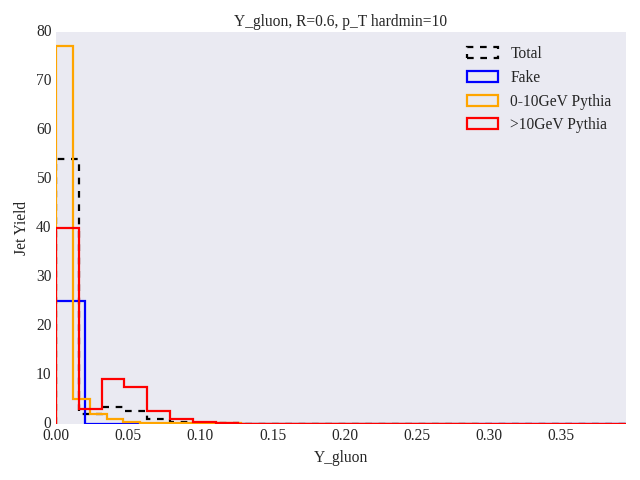 Y_gluon, R=0.6, p_T hardmin=10
Total
Fake
0-10GeV Pythia
>10GeV Pythia
Jet Yield
80
70
60
50
40
30
20
10
0
0.00 0.05 0.10 0.15 0.20 0.25 0.30 0.35
Y_gluon